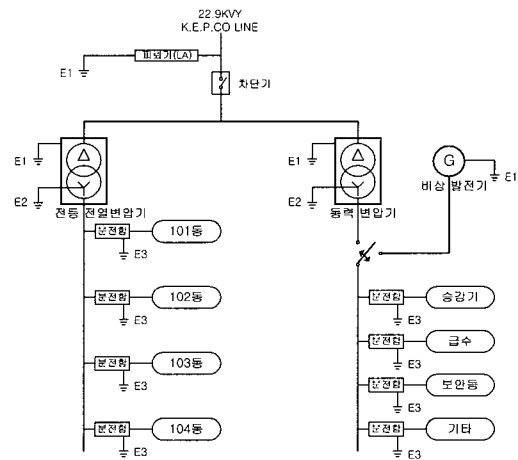 22.9KVY
K.E.P.CO LINE
피뢰기(LA)
E1
차단기
E1
E2
전등 전열변압기
E1
E2
동력 변압기
G
E1
비상 발전기
분전함
101동
E3
분전함
102동
E3
분전함
103동
E3
분전함
104동
E3
분전함
승강기
E3
분전함
급수
E3
분전함
보안등
E3
분전함
기타
E3